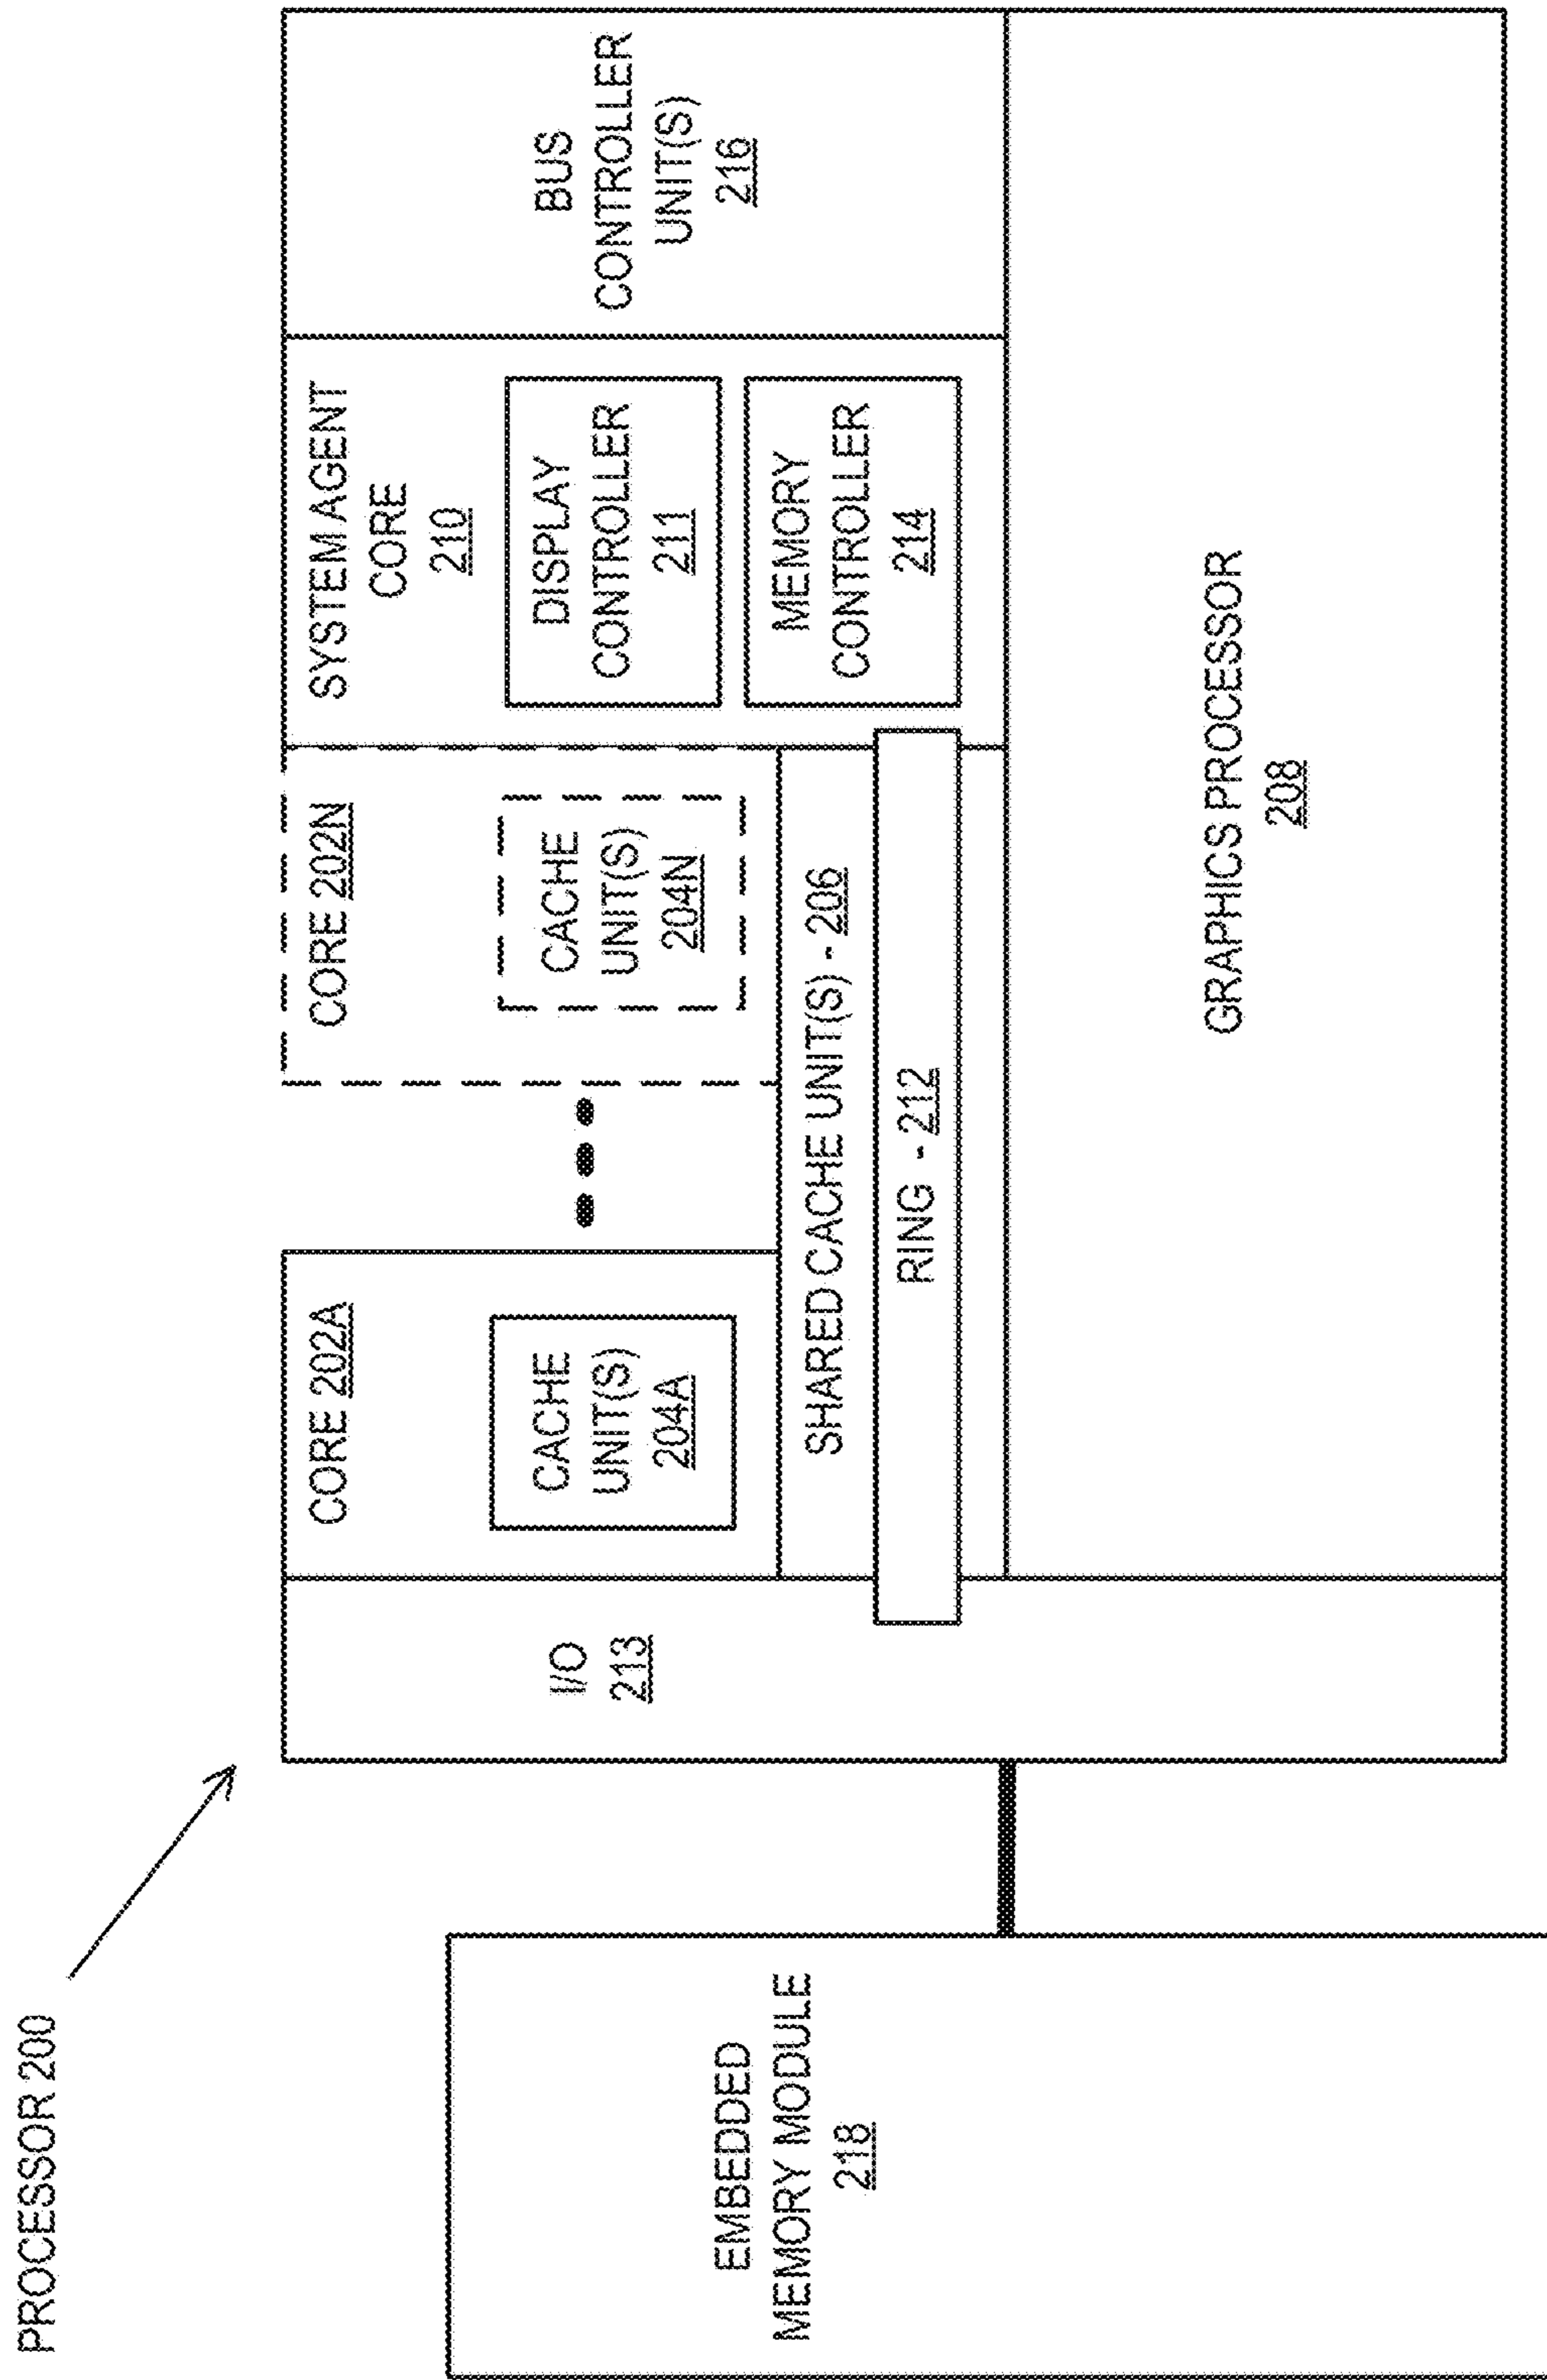 PROCESSOR 200
EMBEDDED
MEMORY MODULE
218
I/O
213
CORE 202A
CACHE
UNIT(S)
204A
CORE 202N
CACHE
UNIT(S)
204N
SHARED CACHE UNIT(S) - 206
RING - 212
SYSTEM AGENT
CORE
210
DISPLAY
CONTROLLER
211
MEMORY
CONTROLLER
214
BUS
CONTROLLER
UNIT(S)
216
GRAPHICS PROCESSOR
208